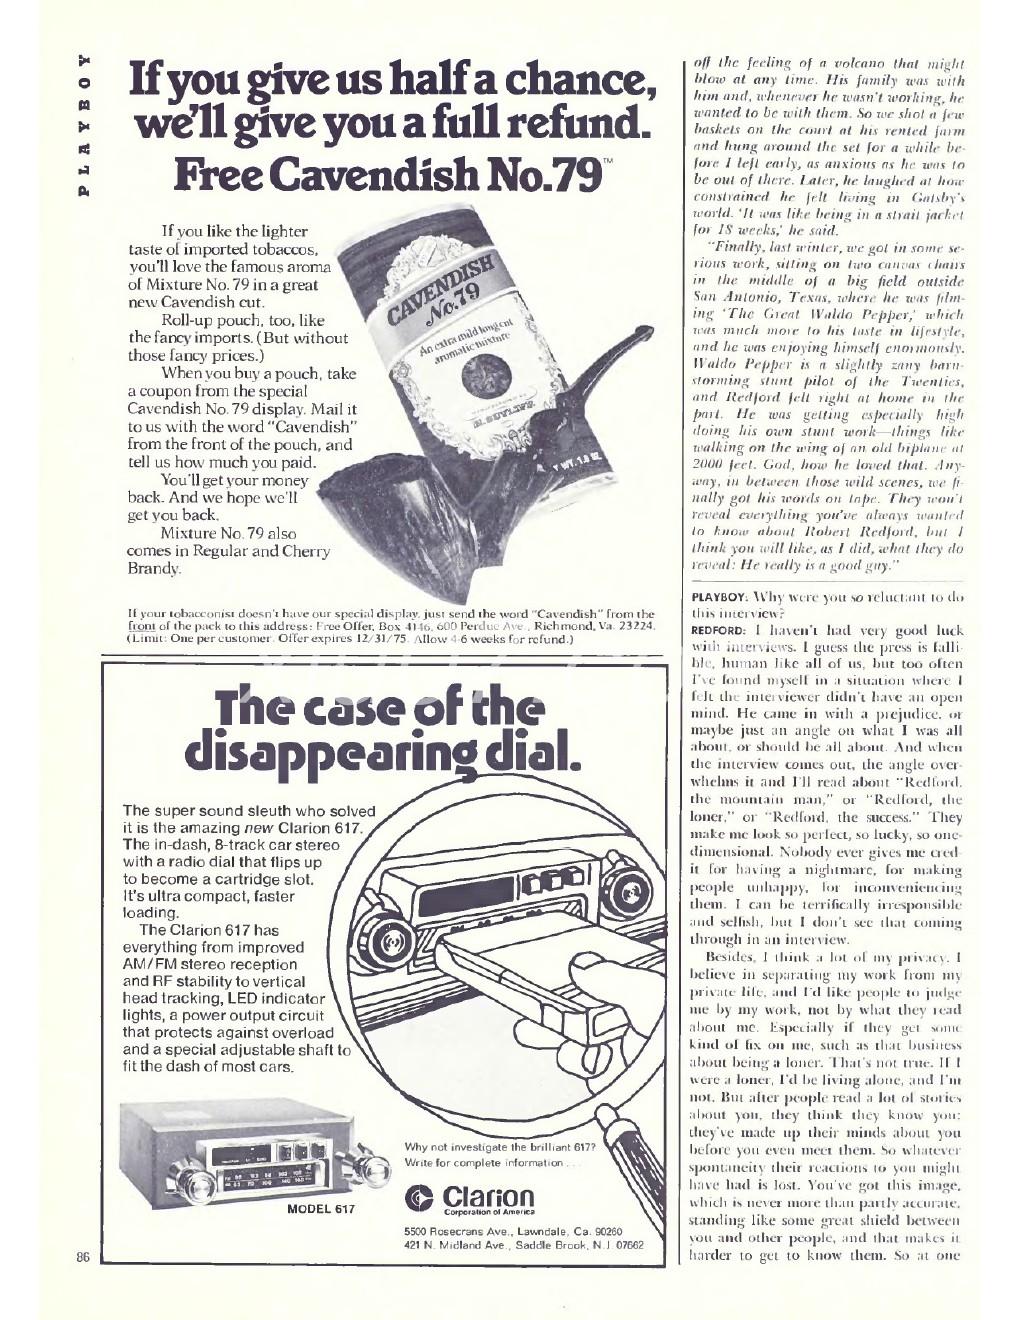 PLAYBOY
If you give us half a chance,
we'll give you a full refund.
Free Cavendish No.79™
If you like the lighter
taste of imported tobaccos,
you'll love the famous aroma
of Mixture No. 79 in a great
new Cavendish cut.
Roll-up pouch, too, like
the fancy imports. (But without
those fancy prices.)
When you buy a pouch, take
a coupon from the special
Cavendish No. 79 display. Mail it
to us with the word "Cavendish"
from the front of the pouch, and
tell us how much you paid.
You'll get your money
back. And we hope we'll
get you back.
Mixture No. 79 also
comes in Regular and Cherry
Brandy.
CAVENDISH
No.79
An extra mild long cut
aromatic mixture
If your tobacconist doesn't have our special display, just send the word "Cavendish" from the
front of the pack to this address: Free Offer, Box 4146, 600 Perdue Ave., Richmond, Va. 23224.
(Limit: One per customer. Offer expires 12/31/75. Allow 4-6 weeks for refund.)
The case of the
disappearing dial.
The super sound sleuth who solved
it is the amazing new Clarion 617.
The in-dash, 8-track car stereo
with a radio dial that flips up
to become a cartridge slot.
It's ultra compact, faster
loading.
The Clarion 617 has
everything from improved
AM/FM stereo reception
and RF stability to vertical
head tracking, LED indicator
lights, a power output circuit
that protects against overload
and a special adjustable shaft to
fit the dash of most cars.
MODEL 617
Why not investigate the brilliant 617?
Write for complete information . . .
Clarion
Corporation of America
5500 Rosecrans Ave., Lawndale, Ca. 90260
421 N. Midland Ave., Saddle Brook, N.J. 07662
86
off the feeling of a volcano that might
blow at any time. His family was with
him and, whenever he wasn't working, he
wanted to be with them. So we shot a few
baskets on the court at his rented farm
and hung around the set for a while be-
fore I left early, as anxious as he was to
be out of there. Later, he laughed at how
constrained he felt living in Gatsby's
world. 'It was like being in a strait jacket
for 18 weeks,' he said.
"Finally, last winter, we got in some se-
rious work, sitting on two canvas chairs
in the middle of a big field outside
San Antonio, Texas, where he was film-
ing 'The Great Waldo Pepper,' which
was much more to his taste in lifestyle,
and he was enjoying himself enormously.
Waldo Pepper is a slightly zany barn-
storming stunt pilot of the Twenties,
and Redford felt right at home in the
part. He was getting especially high
doing his own stunt work—things like
walking on the wing of an old biplane at
2000 feet. God, how he loved that. Any-
way, in between those wild scenes, we fi-
nally got his words on tape. They won't
reveal everything you've always wanted
to know about Robert Redford, but I
think you will like, as I did, what they do
reveal: He really is a good guy."
PLAYBOY: Why were you so reluctant to do
this interview?
REDFORD: I haven't had very good luck
with interviews. I guess the press is falli-
ble, human like all of us, but too often
I've found myself in a situation where I
felt the interviewer didn't have an open
mind. He came in with a prejudice, or
maybe just an angle on what I was all
about, or should be all about. And when
the interview comes out, the angle over-
whelms it and I'll read about "Redford,
the mountain man," or "Redford, the
loner," or "Redford, the success." They
make me look so perfect, so lucky, so one-
dimensional. Nobody ever gives me cred-
it for having a nightmare, for making
people unhappy, for inconveniencing
them. I can be terrifically irresponsible
and selfish, but I don't see that coming
through in an interview.
Besides, I think a lot of my privacy. I
believe in separating my work from my
private life, and I'd like people to judge
me by my work, not by what they read
about me. Especially if they get some
kind of fix on me, such as that business
about being a loner. That's not true. If I
were a loner, I'd be living alone, and I'm
not. But after people read a lot of stories
about you, they think they know you;
they've made up their minds about you
before you even meet them. So whatever
spontaneity their reactions to you might
have had is lost. You've got this image,
which is never more than partly accurate,
standing like some great shield between
you and other people, and that makes it
harder to get to know them. So at one